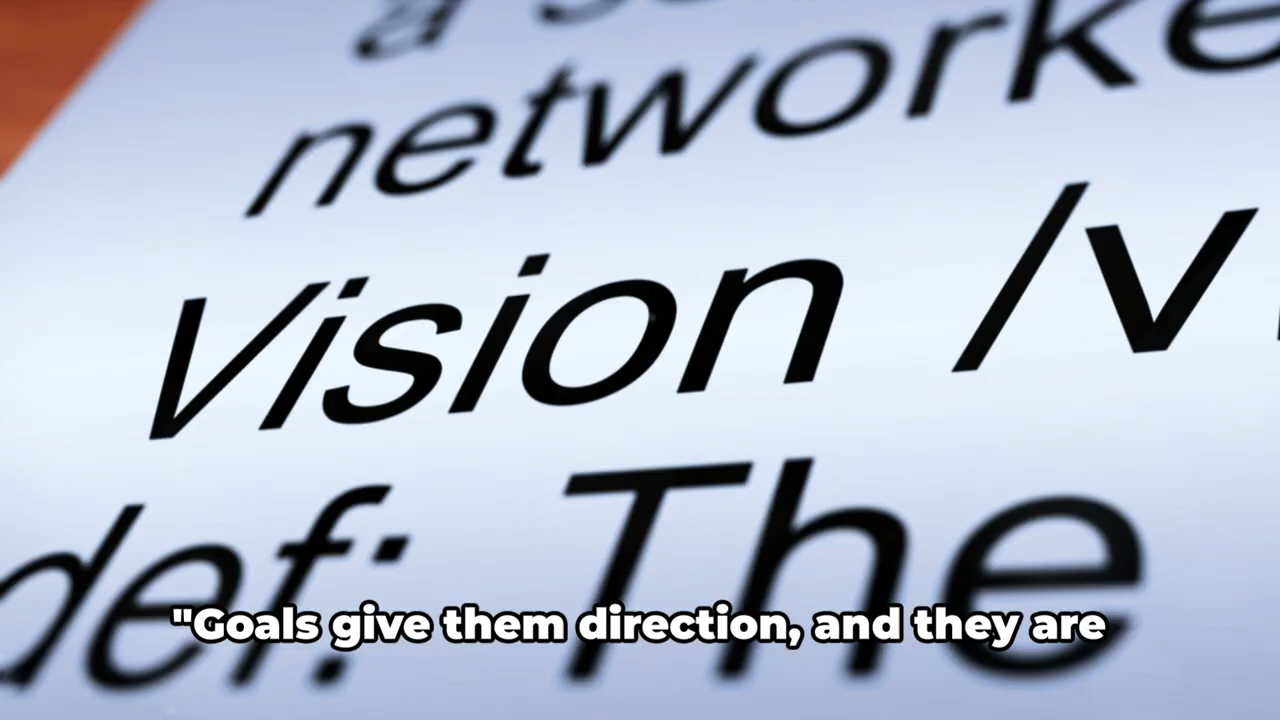 networke
Vision /v
def: The
"Goals give them direction, and they are